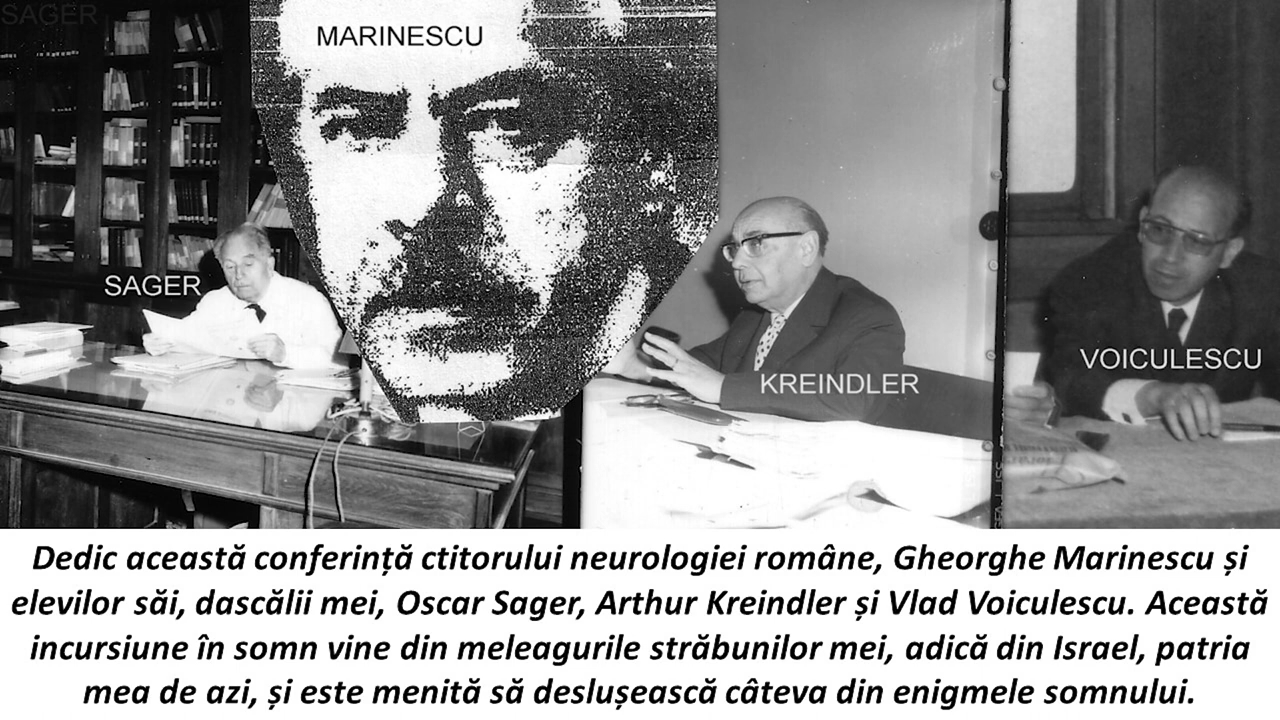 SAGER
MARINESCU
SAGER
KREINDLER
VOICULESCU
Dedic această conferință ctitorului neurologiei române, Gheorghe Marinescu și
elevilor săi, dascălii mei, Oscar Sager, Arthur Kreindler și Vlad Voiculescu. Această
incursiune în somn vine din meleagurile străbunilor mei, adică din Israel, patria
mea de azi, și este menită să deslușească câteva din enigmele somnului.